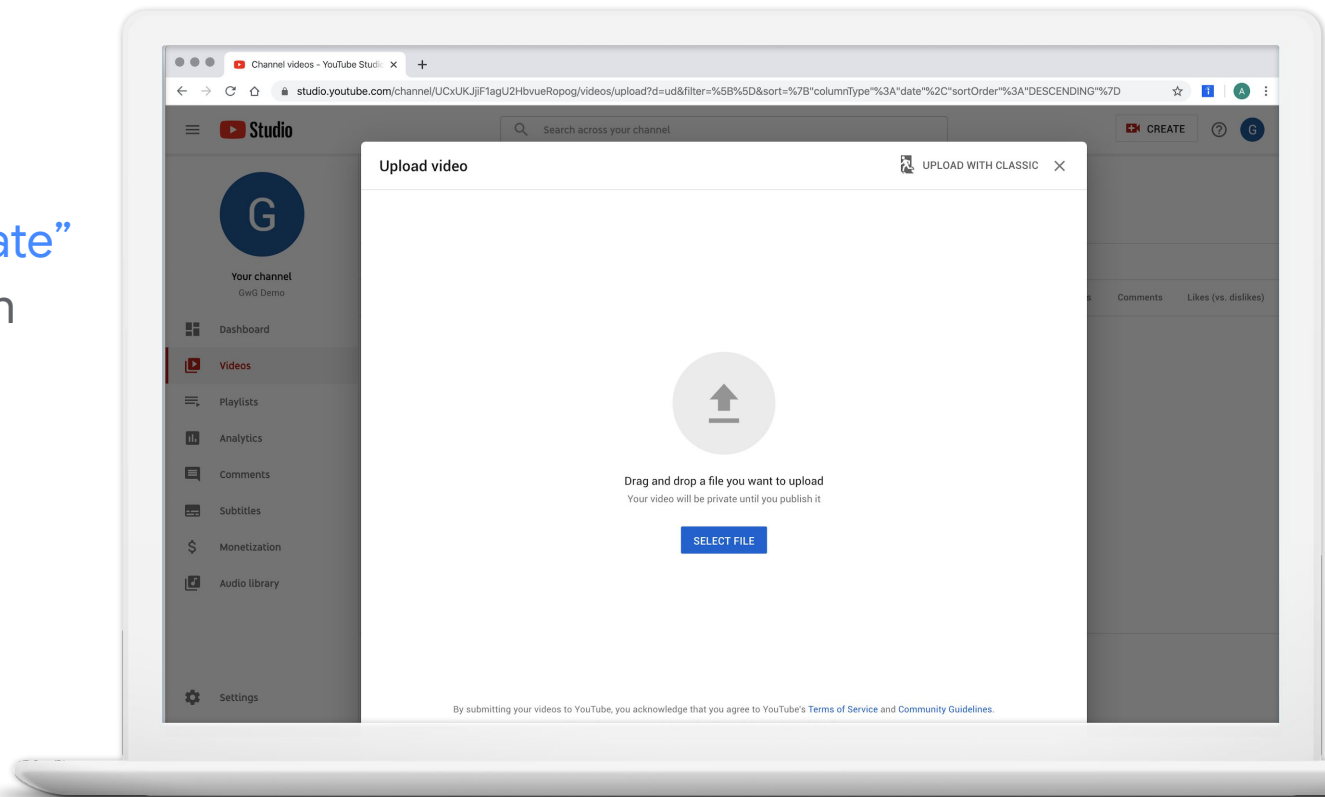 ate”
n
Channel videos - YouTube Studio
studio.youtube.com/channel/UCxUKJjiF1agU2HbvueRopog/videos/upload?d=ud&filter=%5B%5D&sort=%7B"columnType"%3A"date"%2C"sortOrder"%3A"DESCENDING"%7D
A
Studio
Search across your channel
CREATE
G
Upload video
UPLOAD WITH CLASSIC
G
Your channel
GwG Demo
s Comments Likes (vs. dislikes)
Dashboard
Videos
Playlists
Analytics
Comments
Subtitles
Monetization
Audio library
Settings
Drag and drop a file you want to upload
Your video will be private until you publish it
SELECT FILE
By submitting your videos to YouTube, you acknowledge that you agree to YouTube's Terms of Service and Community Guidelines.